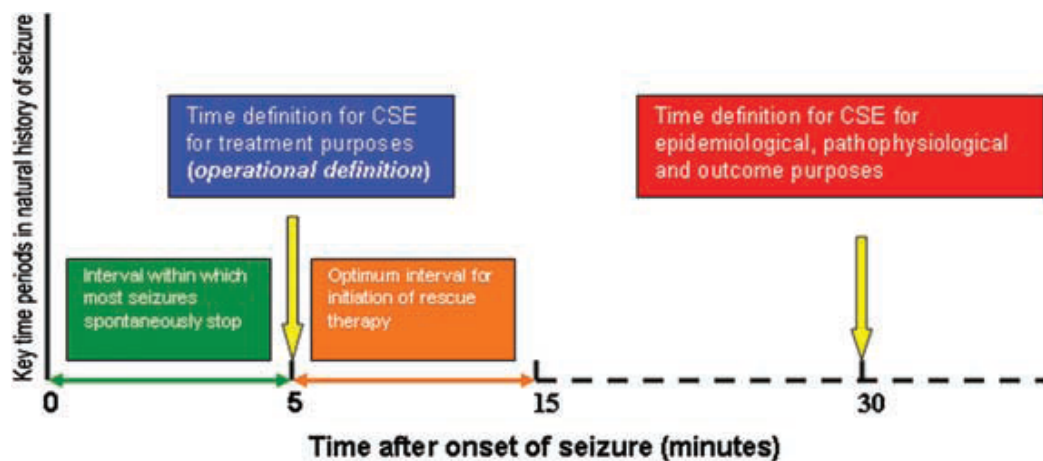 Key time periods in natural history of seizure
Time definition for CSE
for treatment purposes
(operational definition)
Time definition for CSE for
epidemiological, pathophysiological
and outcome purposes
Interval within which
most seizures
spontaneously stop
Optimum interval for
initiation of rescue
therapy
0
5
15
30
Time after onset of seizure (minutes)